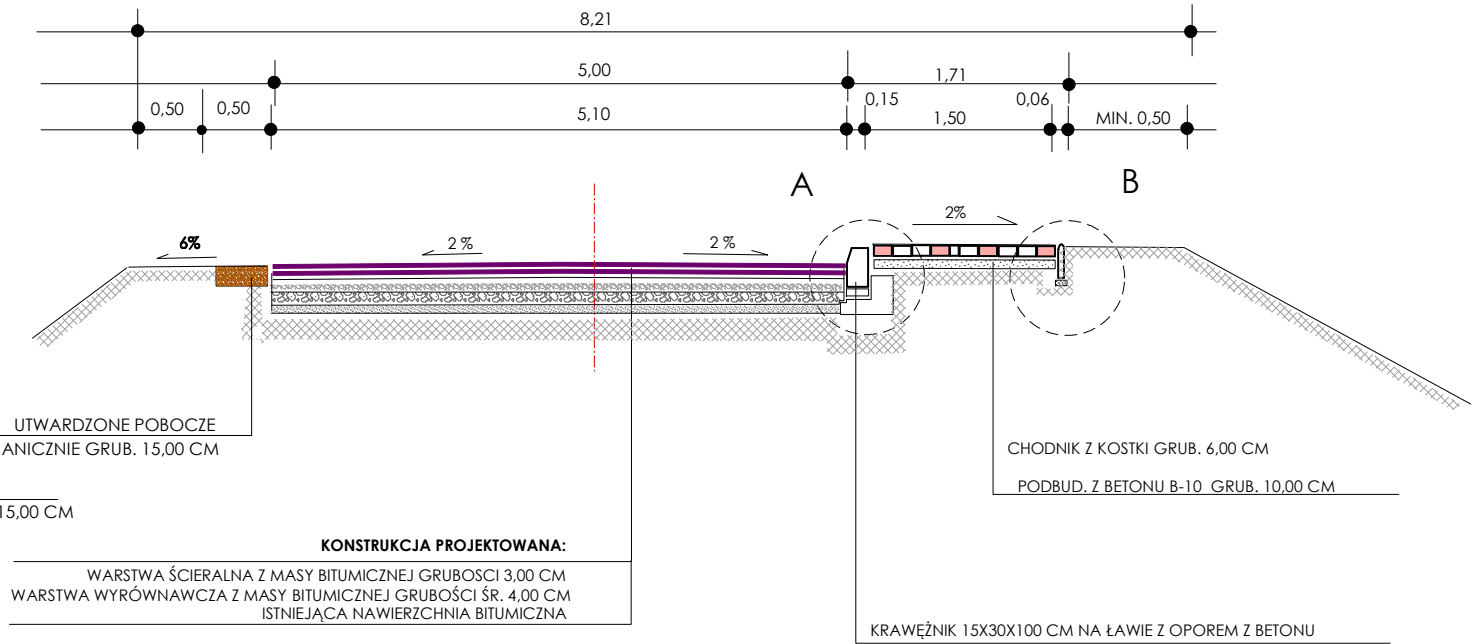 8,21
5,00
1,71
0,50
0,50
5,10
0,15
1,50
0,06
MIN. 0,50
A
B
6%
2 %
2 %
2%
UTWARDZONE POBOCZE
ANICZNIE GRUB. 15,00 CM
15,00 CM
CHODNIK Z KOSTKI GRUB. 6,00 CM
PODBUD. Z BETONU B-10 GRUB. 10,00 CM
KONSTRUKCJA PROJEKTOWANA:
WARSTWA ŚCIERALNA Z MASY BITUMICZNEJ GRUBOSCI 3,00 CM
WARSTWA WYRÓWNAWCZA Z MASY BITUMICZNEJ GRUBOŚCI ŚR. 4,00 CM
ISTNIEJĄCA NAWIERZCHNIA BITUMICZNA
KRAWĘŻNIK 15X30X100 CM NA ŁAWIE Z OPOREM Z BETONU